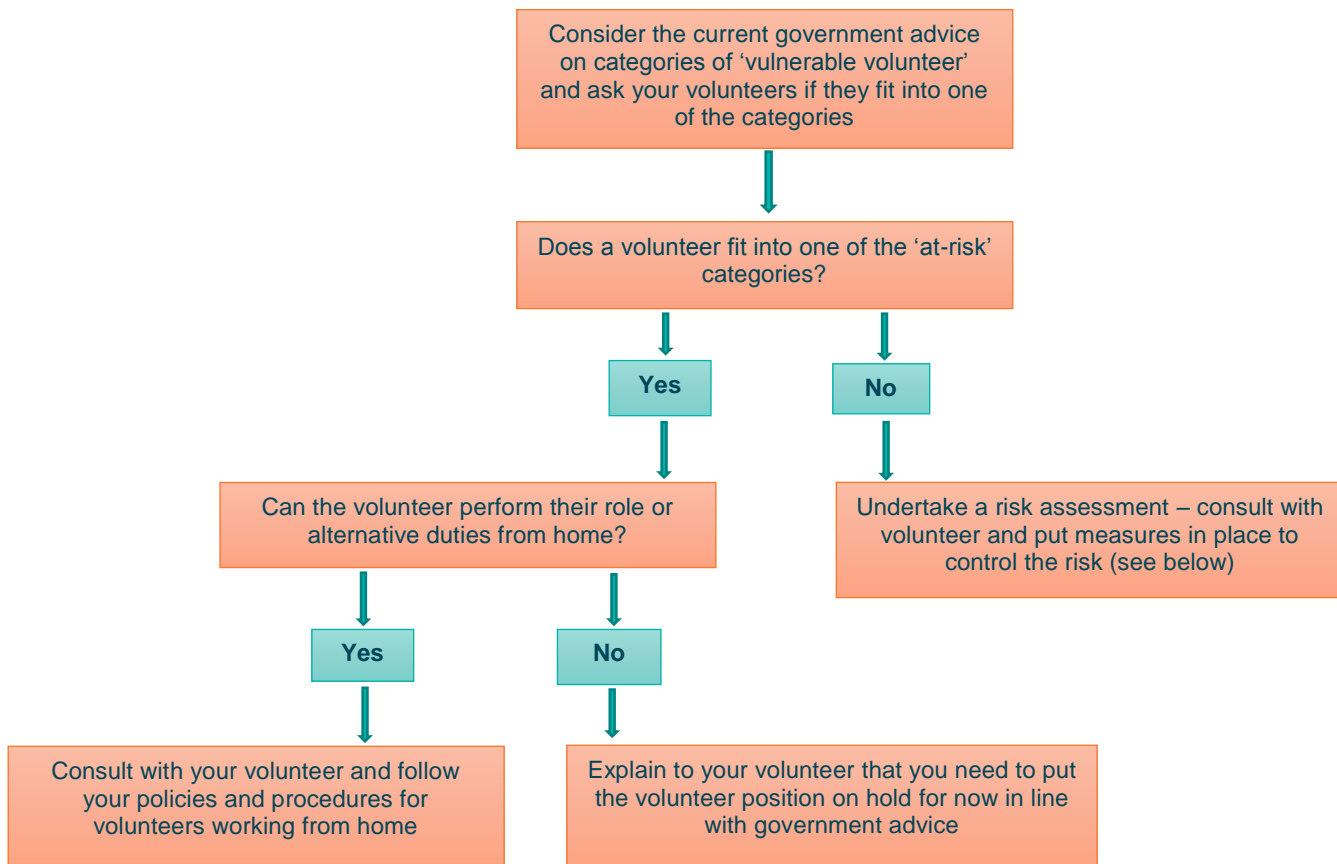 Consider the current government advice
on categories of ‘vulnerable volunteer’
and ask your volunteers if they fit into one
of the categories
Does a volunteer fit into one of the ‘at-risk’
categories?
Yes
No
Can the volunteer perform their role or
alternative duties from home?
Undertake a risk assessment – consult with
volunteer and put measures in place to
control the risk (see below)
Yes
No
Consult with your volunteer and follow
your policies and procedures for
volunteers working from home
Explain to your volunteer that you need to put
the volunteer position on hold for now in line
with government advice